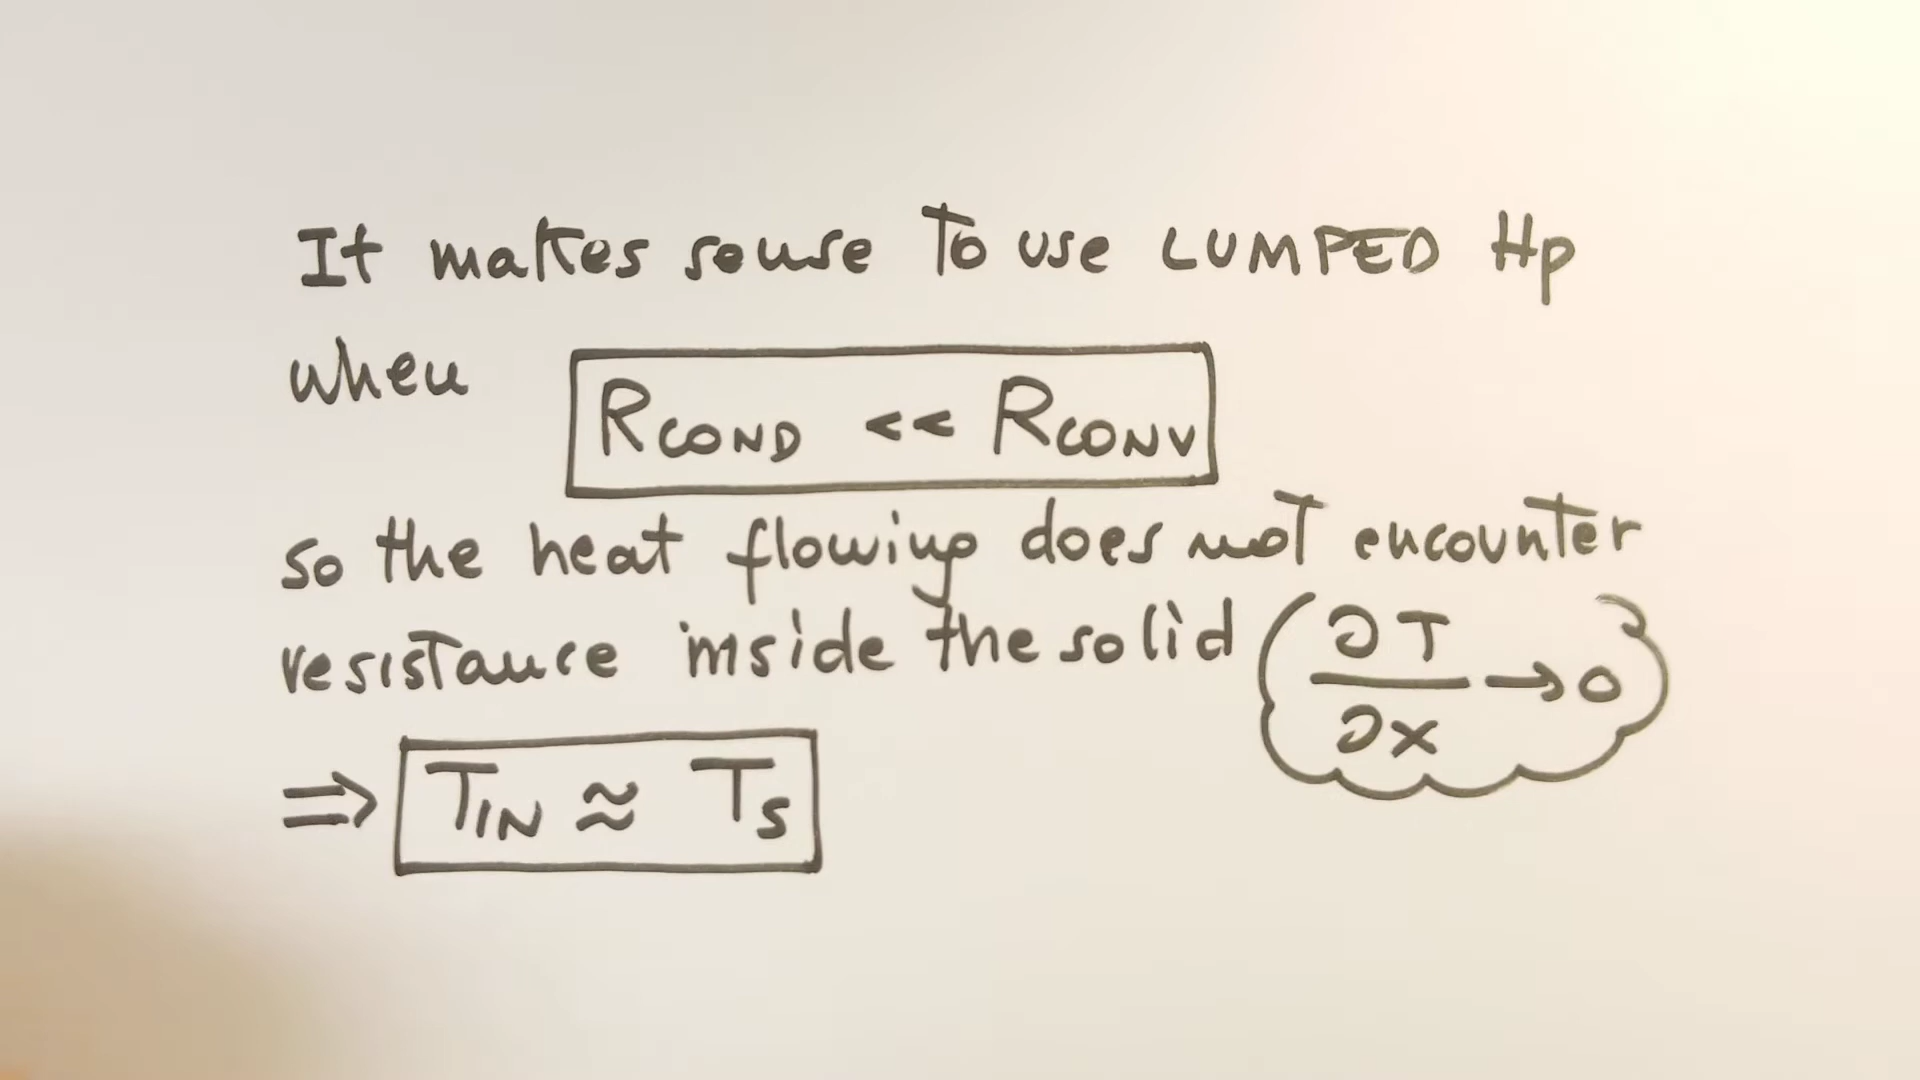 It makes sense To use LUMPED Hp
when RCOND << RCONV
so the heat flowing does not encounter
resistance inside the solid (∂T/∂x → 0)
⇒ TIN ≈ Ts